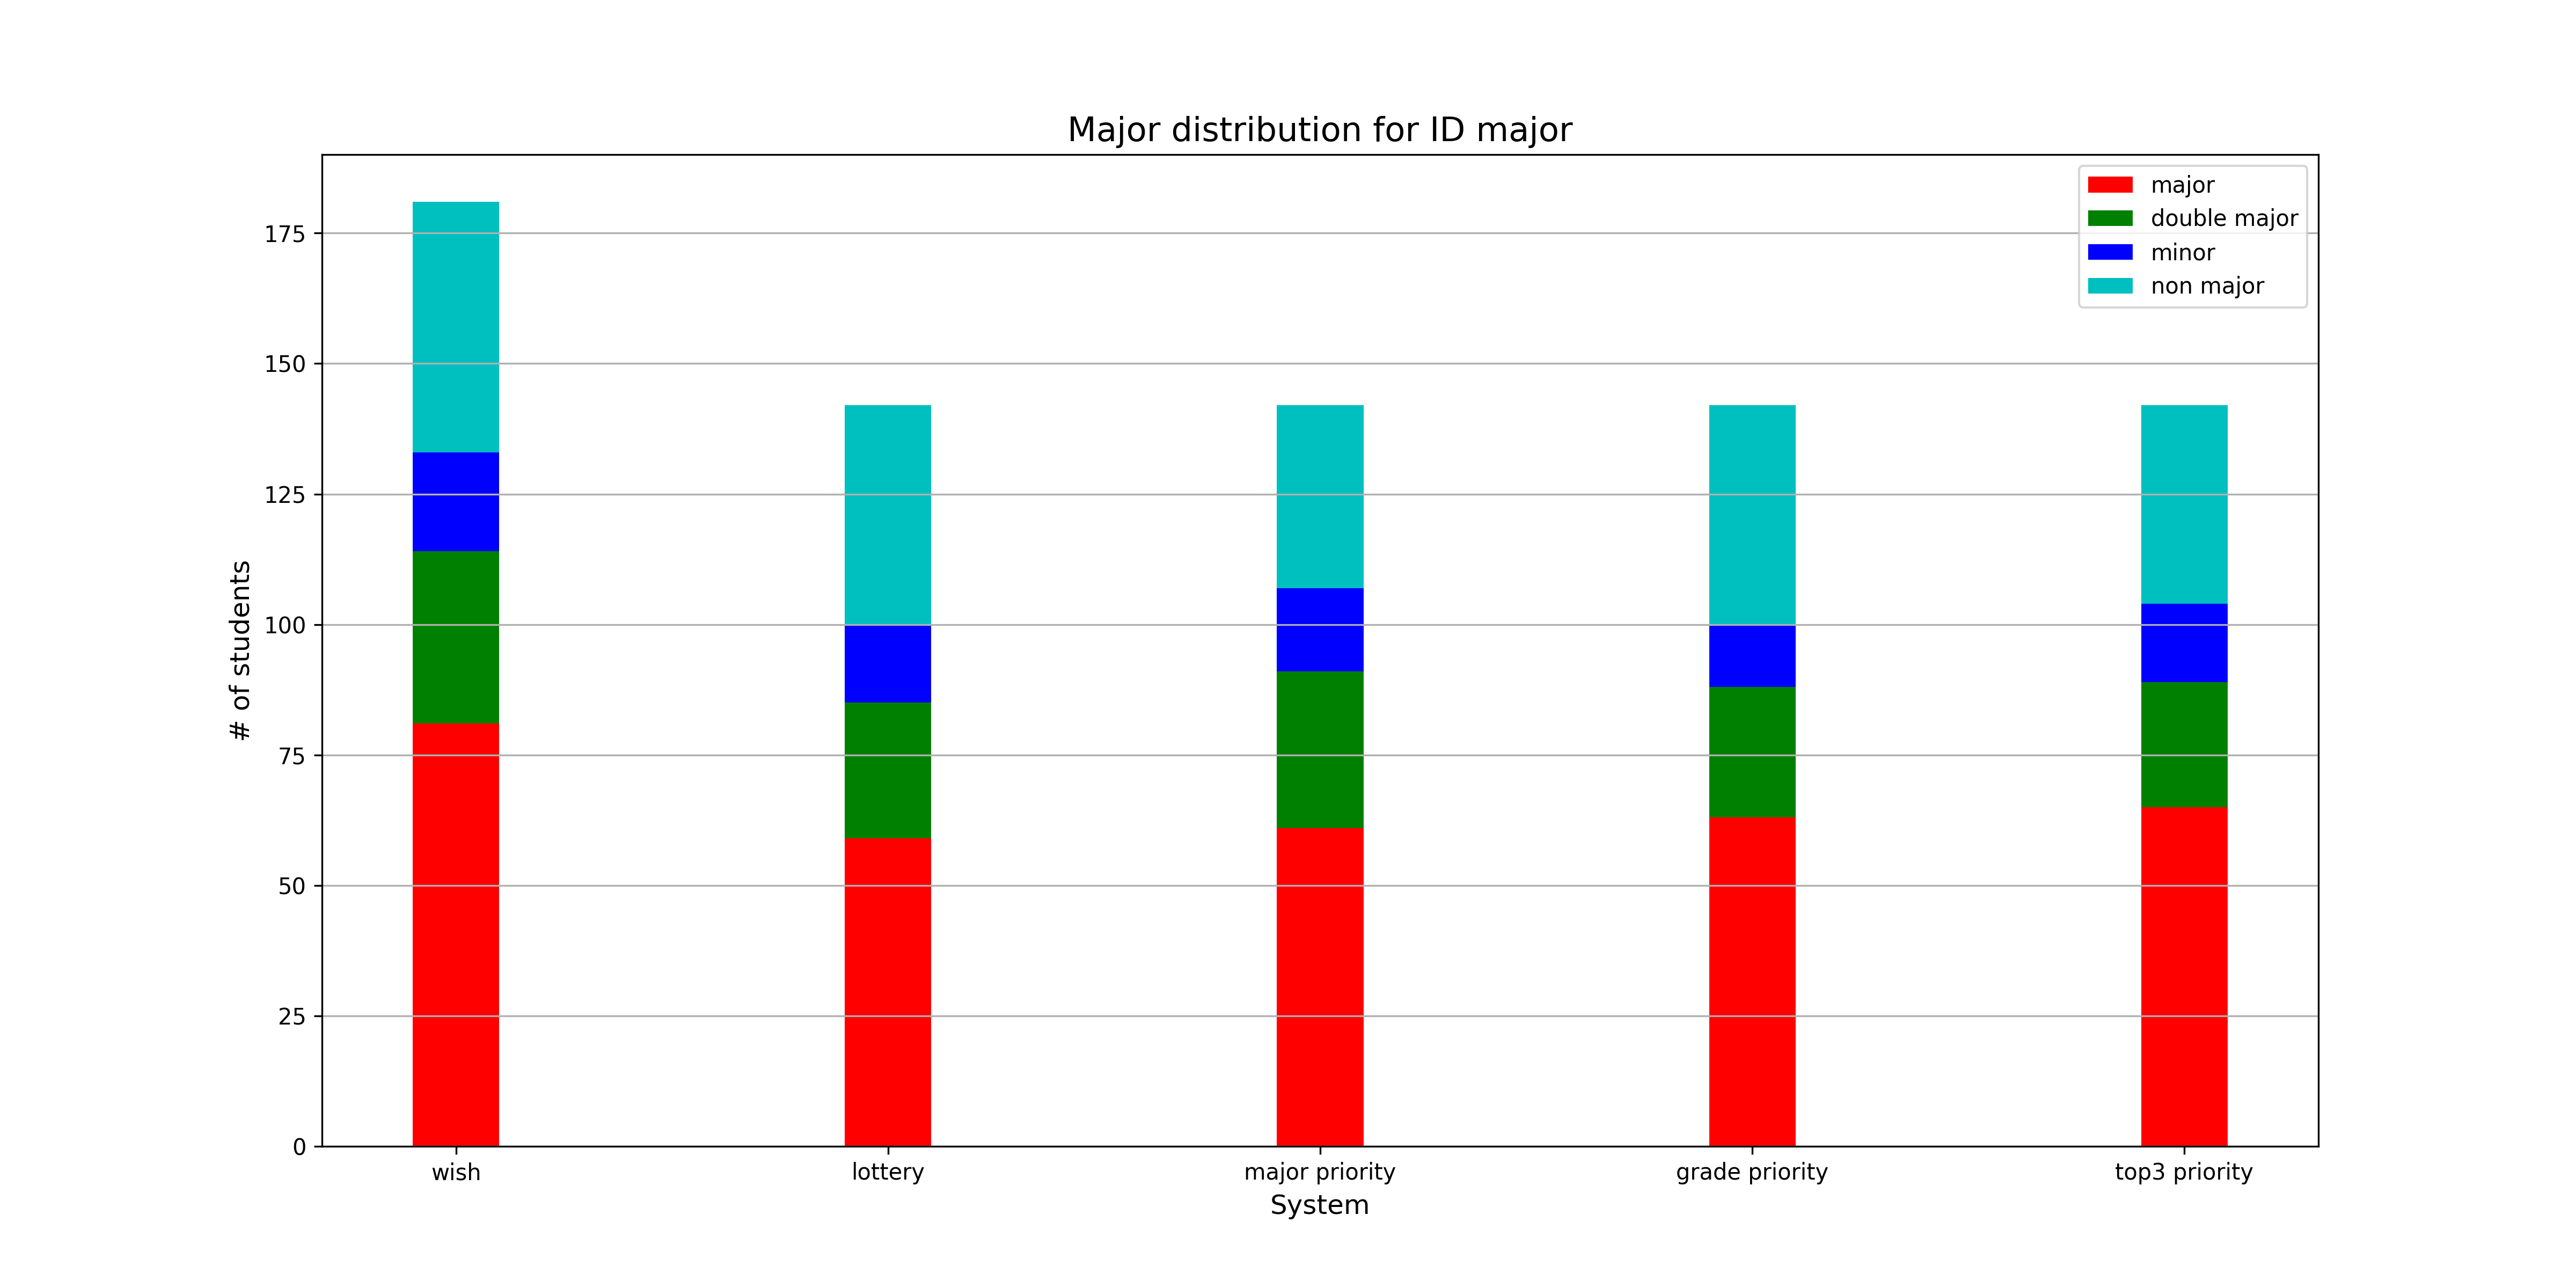 Major distribution for ID major
major
double major
minor
non major
175
150
125
100
75
50
25
0
# of students
wish
lottery
major priority
grade priority
top3 priority
System